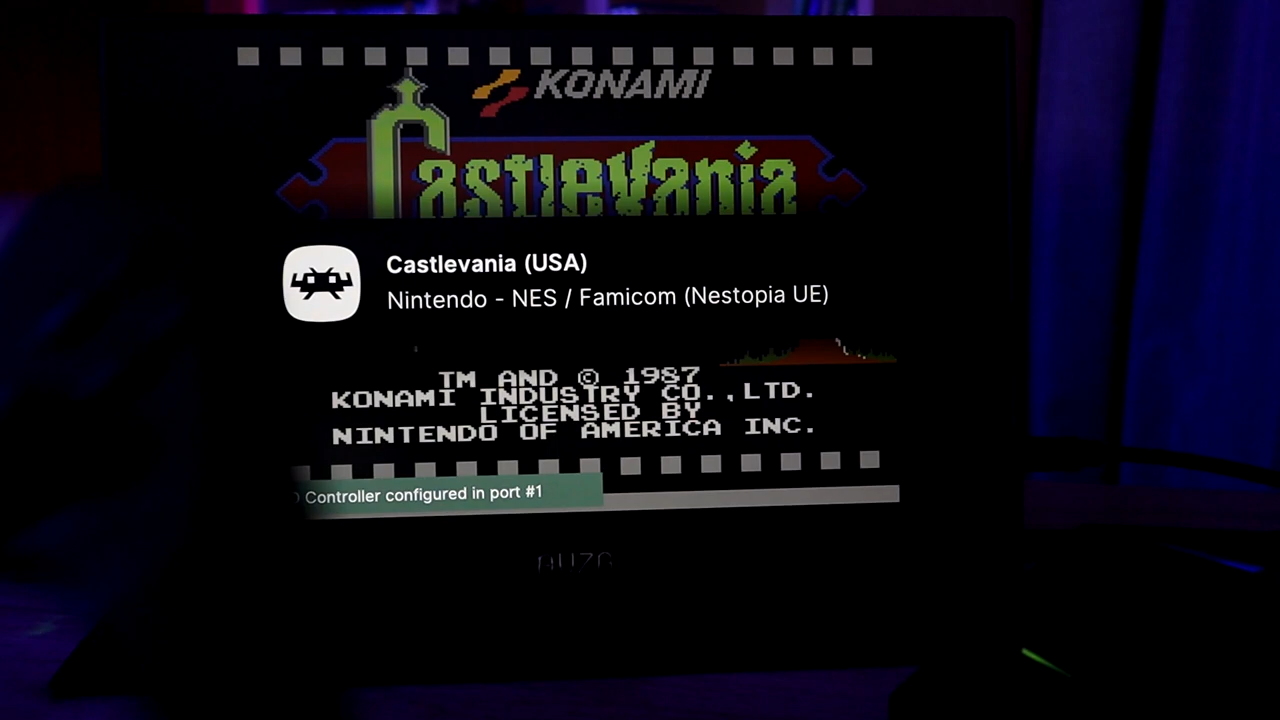 KONAMI
Castlevania
Castlevania (USA)
Nintendo - NES / Famicom (Nestopia UE)
TM AND © 1987
KONAMI INDUSTRY CO.,LTD.
LICENSED BY
NINTENDO OF AMERICA INC.
Controller configured in port #1